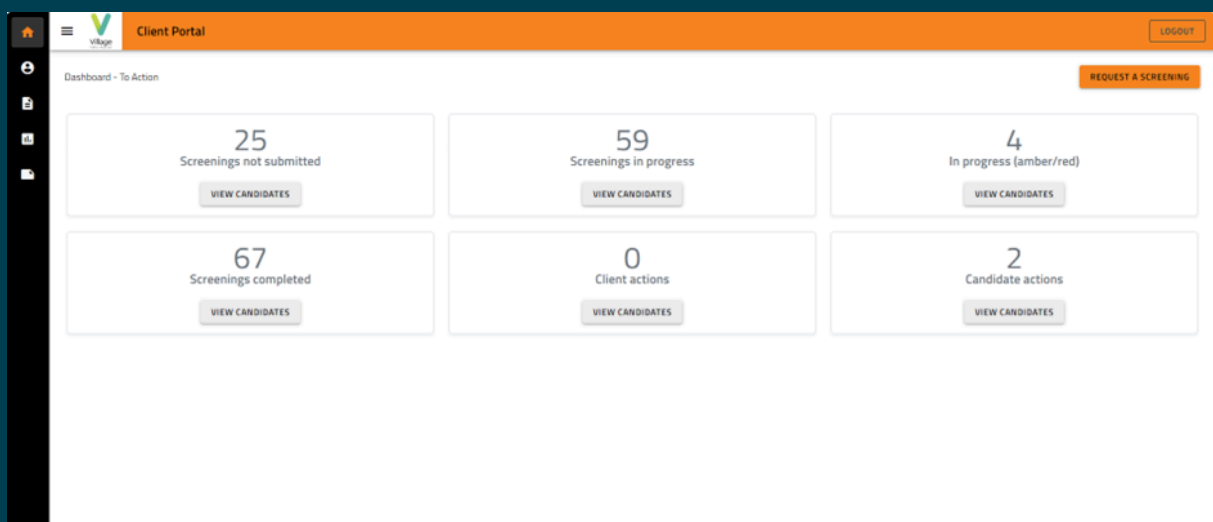 Village
Client Portal
LOGOUT
Dashboard - To Action
REQUEST A SCREENING
25
Screenings not submitted
VIEW CANDIDATES
59
Screenings in progress
VIEW CANDIDATES
4
In progress (amber/red)
VIEW CANDIDATES
67
Screenings completed
VIEW CANDIDATES
0
Client actions
VIEW CANDIDATES
2
Candidate actions
VIEW CANDIDATES